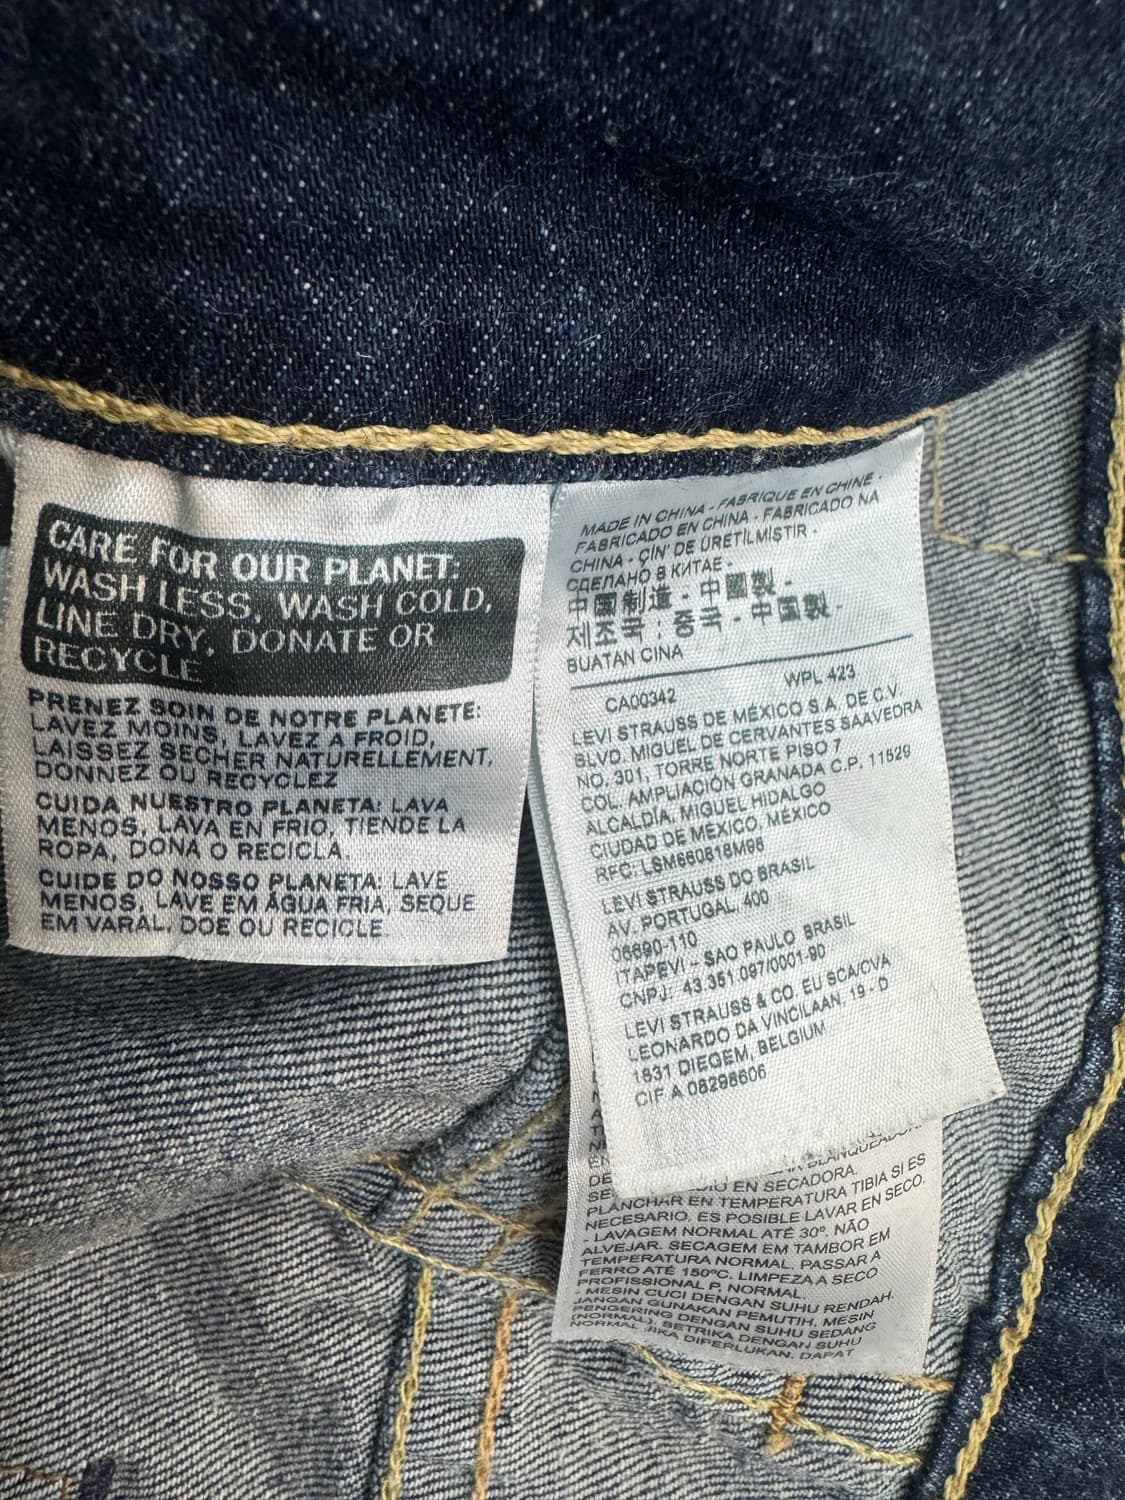 CARE FOR OUR PLANET:
WASH LESS, WASH COLD,
LINE DRY, DONATE OR
RECYCLE
PRENEZ SOIN DE NOTRE PLANETE:
LAVEZ MOINS, LAVEZ A FROID,
LAISSEZ SECHER NATURELLEMENT,
DONNEZ OU RECYCLEZ
CUIDA NUESTRO PLANETA: LAVA
MENOS, LAVA EN FRIO, TIENDE LA
ROPA, DONA O RECICLA.
CUIDE DO NOSSO PLANETA: LAVE
MENOS, LAVE EM ÁGUA FRIA, SEQUE
EM VARAL, DOE OU RECICLE
MADE IN CHINA - FABRIQUE EN CHINE -
FABRICADO EN CHINA - FABRICADO NA
CHINA - ÇİN' DE ÜRETİLMİŞTİR -
СДЕЛАНО В КИТАЕ -
中国制造 - 中國製 -
제조국 : 중국 - 中国製 -
BUATAN CINA
CA00342 WPL 423
LEVI STRAUSS DE MÉXICO S.A. DE C.V.
BLVD. MIGUEL DE CERVANTES SAAVEDRA
NO. 301, TORRE NORTE PISO 7
COL. AMPLIACIÓN GRANADA C.P. 11529
ALCALDÍA, MIGUEL HIDALGO
CIUDAD DE MÉXICO, MÉXICO
RFC: LSM660818M98
LEVI STRAUSS DO BRASIL
AV. PORTUGAL, 400
06690-110
ITAPEVI - SAO PAULO BRASIL
CNPJ: 43.351.097/0001-90
LEVI STRAUSS & CO. EU SCA/CVA
LEONARDO DA VINCILAAN, 19 - D
1831 DIEGEM, BELGIUM
CIF A 08298606
BLANQUEADOR.
EN SECADORA.
PLANCHAR EN TEMPERATURA TIBIA SI ES
NECESARIO. ES POSIBLE LAVAR EN SECO.
- LAVAGEM NORMAL ATÉ 30°. NÃO
ALVEJAR. SECAGEM EM TAMBOR EM
TEMPERATURA NORMAL. PASSAR A
FERRO ATÉ 150ºC. LIMPEZA A SECO
PROFISSIONAL P, NORMAL.
- MESIN CUCI DENGAN SUHU RENDAH.
JANGAN GUNAKAN PEMUTIH. MESIN
PENGERING DENGAN SUHU SEDANG
(NORMAL). SETRIKA DENGAN SUHU
NORMAL JIKA DIPERLUKAN. DAPAT